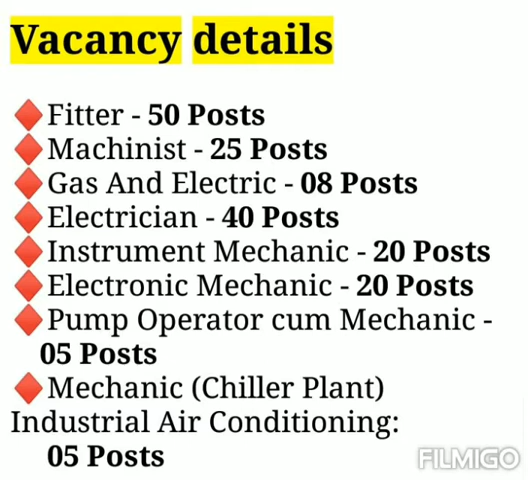 Vacancy details
♦Fitter - 50 Posts
♦Machinist - 25 Posts
♦Gas And Electric - 08 Posts
♦Electrician - 40 Posts
♦Instrument Mechanic - 20 Posts
♦Electronic Mechanic - 20 Posts
♦Pump Operator cum Mechanic -
05 Posts
♦Mechanic (Chiller Plant)
Industrial Air Conditioning:
05 Posts
FILMIGO